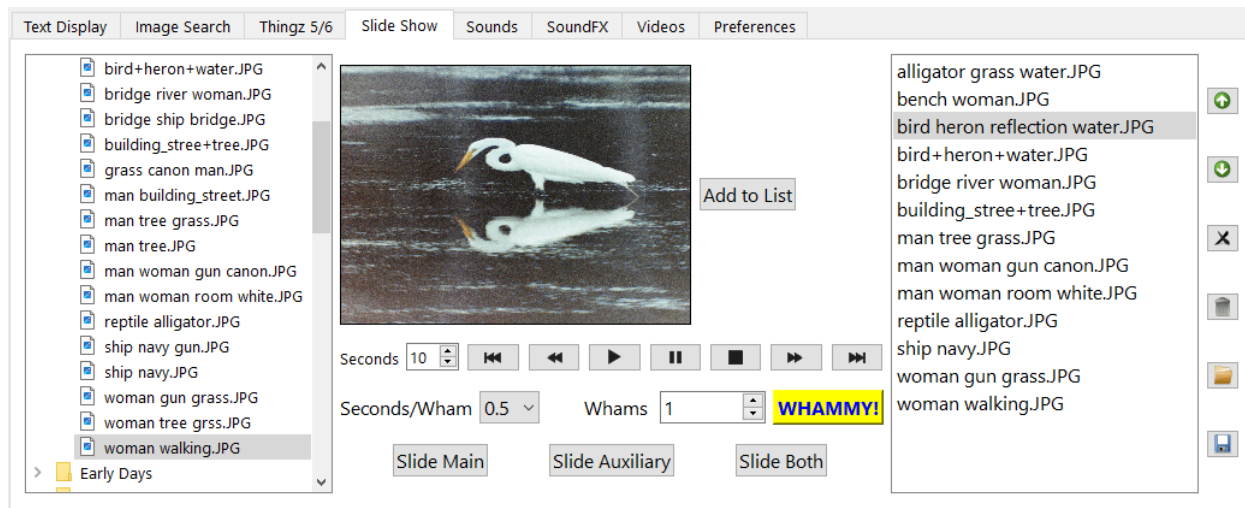 Text Display Image Search Thingz 5/6 Slide Show Sounds SoundFX Videos Preferences
bird+heron+water.JPG
bridge river woman.JPG
bridge ship bridge.JPG
building_stree+tree.JPG
grass canon man.JPG
man building_street.JPG
man tree grass.JPG
man tree.JPG
man woman gun canon.JPG
man woman room white.JPG
reptile alligator.JPG
ship navy gun.JPG
ship navy.JPG
woman gun grass.JPG
woman tree grss.JPG
woman walking.JPG
Early Days
Add to List
Seconds 10
Seconds/Wham 0.5 Whams 1 WHAMMY!
Slide Main Slide Auxiliary Slide Both
alligator grass water.JPG
bench woman.JPG
bird heron reflection water.JPG
bird+heron+water.JPG
bridge river woman.JPG
building_stree+tree.JPG
man tree grass.JPG
man woman gun canon.JPG
man woman room white.JPG
reptile alligator.JPG
ship navy.JPG
woman gun grass.JPG
woman walking.JPG